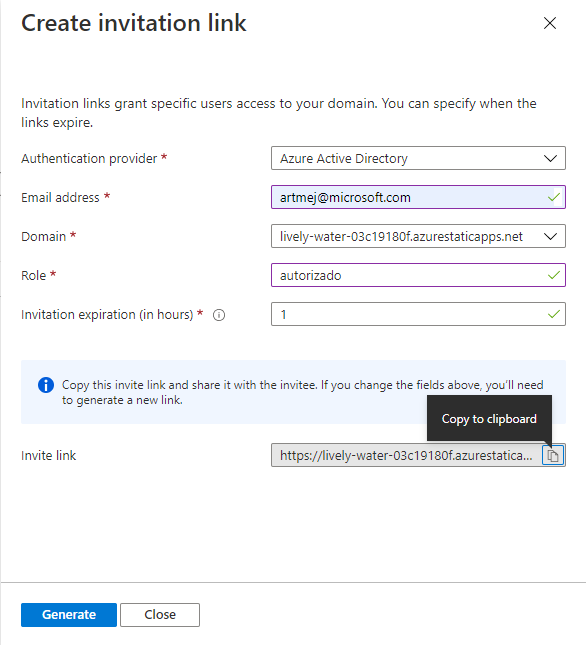 Create invitation link
Invitation links grant specific users access to your domain. You can specify when the
links expire.
Authentication provider *
Azure Active Directory
Email address *
artmej@microsoft.com
Domain *
lively-water-03c19180f.azurestaticapps.net
Role *
autorizado
Invitation expiration (in hours) *
1
Copy this invite link and share it with the invitee. If you change the fields above, you'll need
to generate a new link.
Copy to clipboard
Invite link
https://lively-water-03c19180f.azurestatica...
Generate
Close